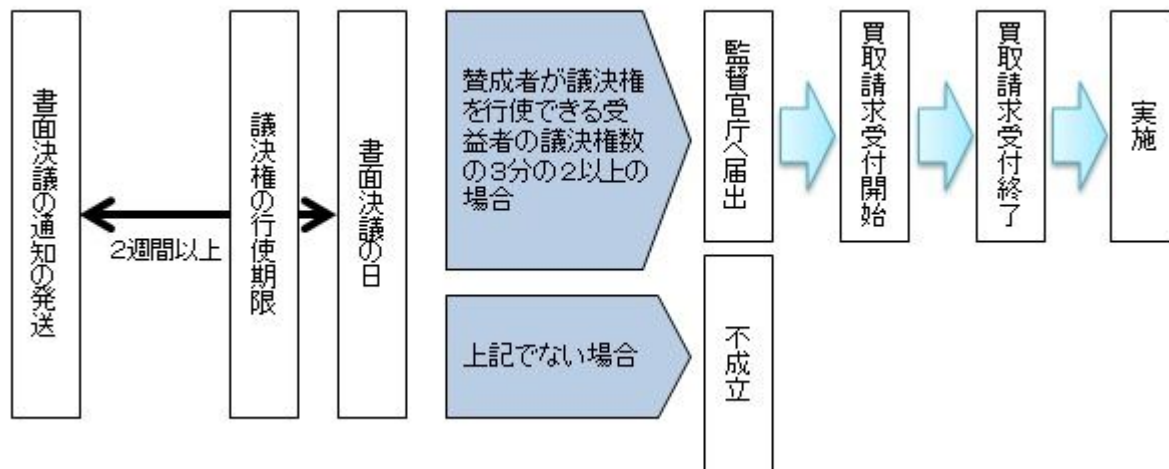 書面決議の通知の発送
2週間以上
議決権の行使期限
書面決議の日
賛成者が議決権
を行使できる受
益者の議決権数
の3分の2以上の
場合
監督官庁へ届出
買取請求受付開始
買取請求受付終了
実施
上記でない場合
不成立